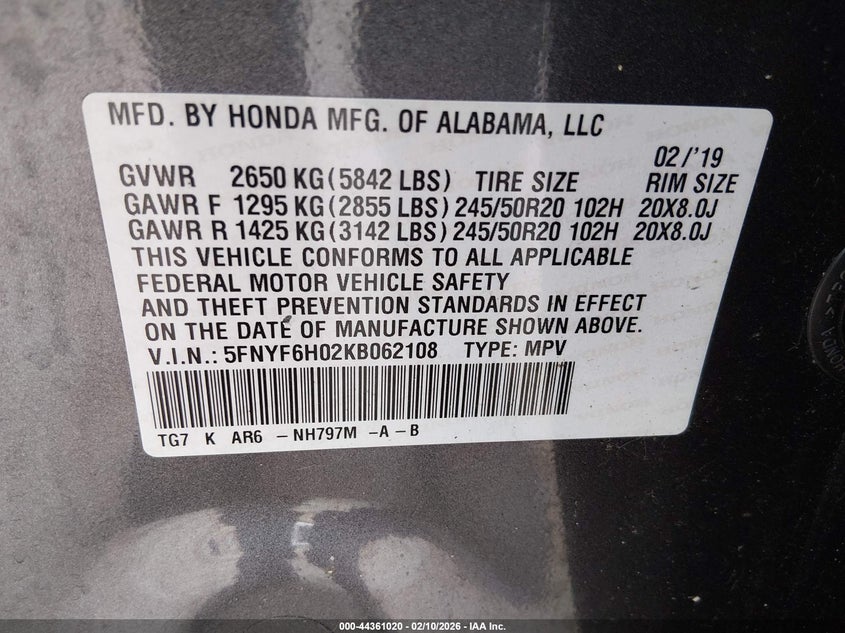 MFD. BY HONDA MFG. OF ALABAMA, LLC
02/'19
GVWR 2650 KG(5842 LBS) TIRE SIZE RIM SIZE
GAWR F 1295 KG(2855 LBS) 245/50R20 102H 20X8.0J
GAWR R 1425 KG(3142 LBS) 245/50R20 102H 20X8.0J
THIS VEHICLE CONFORMS TO ALL APPLICABLE
FEDERAL MOTOR VEHICLE SAFETY
AND THEFT PREVENTION STANDARDS IN EFFECT
ON THE DATE OF MANUFACTURE SHOWN ABOVE.
V.I.N.: 5FNYF6H02KB062108 TYPE: MPV
TG7 K AR6 -NH797M -A-B
000-44361020 - 02/10/2026 - IAA Inc.